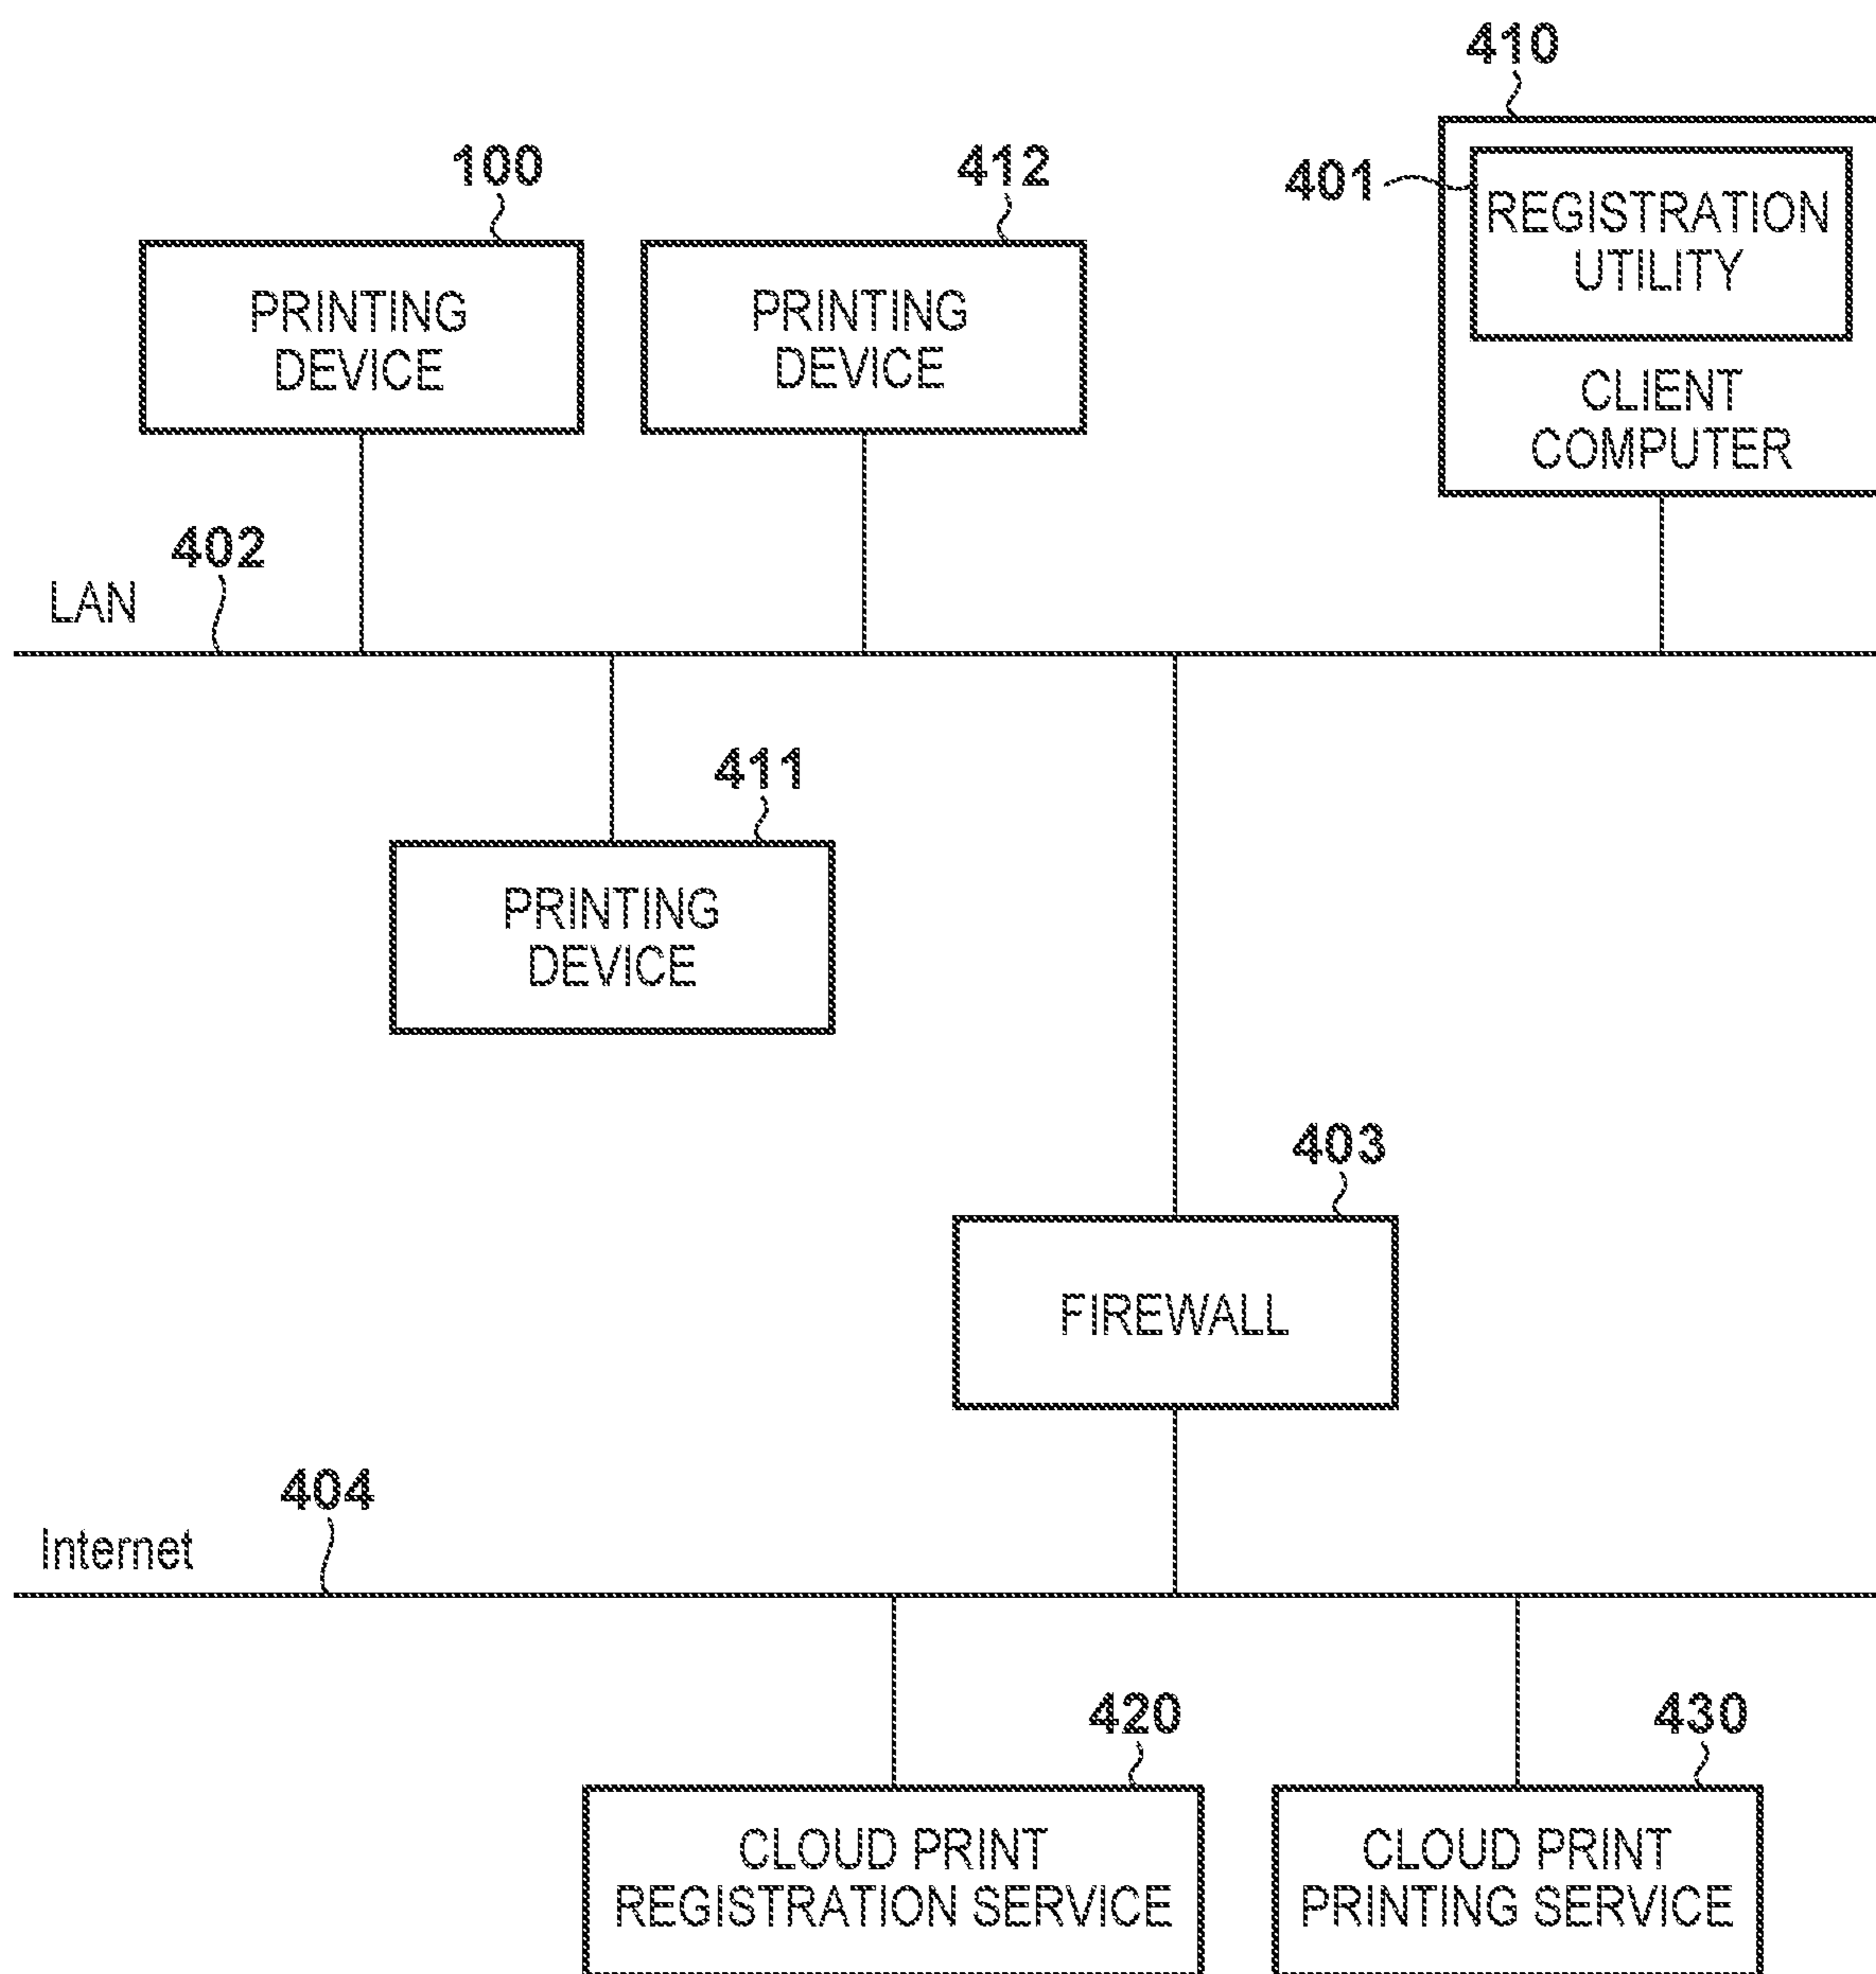 410
100
412
401
REGISTRATION
UTILITY
PRINTING
DEVICE
PRINTING
DEVICE
CLIENT
COMPUTER
402
LAN
411
PRINTING
DEVICE
403
FIREWALL
404
Internet
420
430
CLOUD PRINT
REGISTRATION SERVICE
CLOUD PRINT
PRINTING SERVICE